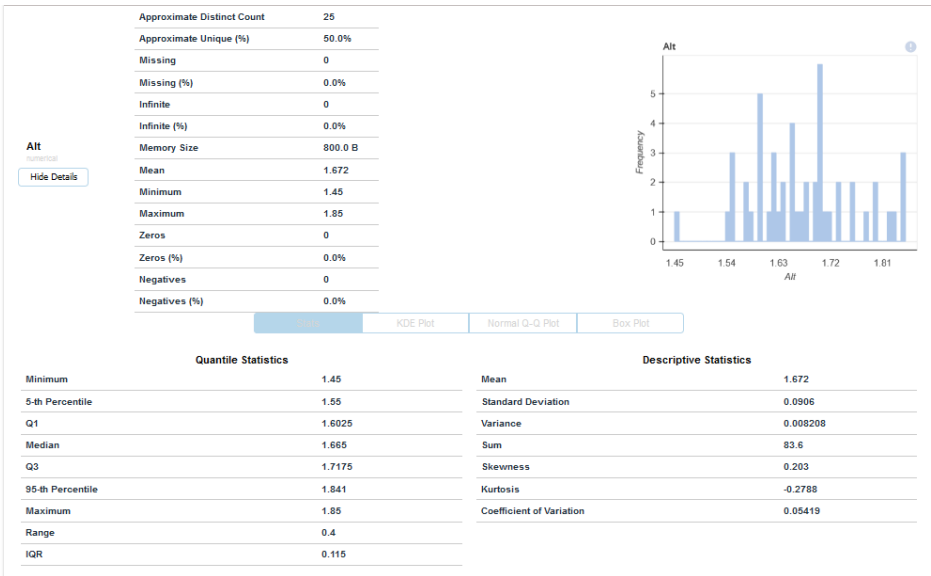 Approximate Distinct Count 25
Approximate Unique (%) 50.0%
Missing 0
Missing (%) 0.0%
Infinite 0
Infinite (%) 0.0%
Memory Size 800.0 B
Mean 1.672
Minimum 1.45
Maximum 1.85
Zeros 0
Zeros (%) 0.0%
Negatives 0
Negatives (%) 0.0%
Alt
numerical
Hide Details
Alt
!
Frequency
5
4
3
2
1
0
1.45 1.54 1.63 1.72 1.81
Alt
Stats KDE Plot Normal Q-Q Plot Box Plot
Quantile Statistics
Minimum 1.45
5-th Percentile 1.55
Q1 1.6025
Median 1.665
Q3 1.7175
95-th Percentile 1.841
Maximum 1.85
Range 0.4
IQR 0.115
Descriptive Statistics
Mean 1.672
Standard Deviation 0.0906
Variance 0.008208
Sum 83.6
Skewness 0.203
Kurtosis -0.2788
Coefficient of Variation 0.05419